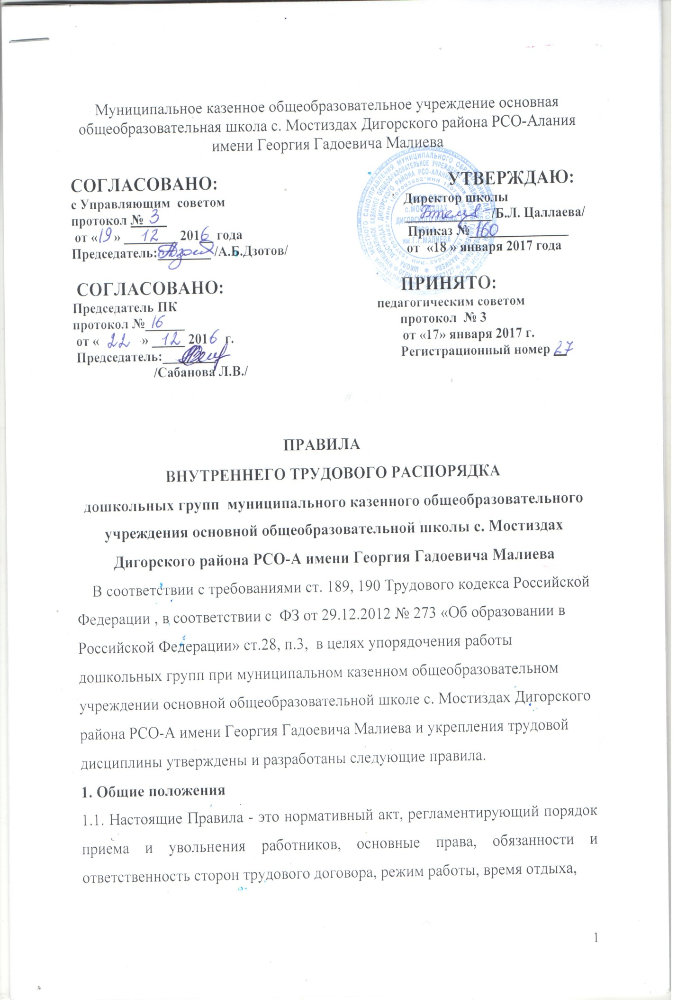 Муниципальное казенное общеобразовательное учреждение основная
общеобразовательная школа с. Мостиздах Дигорского района РСО-Алания
имени Георгия Гадоевича Малиева
СОГЛАСОВАНО:
с Управляющим советом
протокол № 3
от «19» 12 2016 года
Председатель:________/А.Б.Дзотов/
УТВЕРЖДАЮ:
Директор школы
____________/Б.Л. Цаллаева/
Приказ № 160
от «18 » января 2017 года
с.МОСТИЗДАХ
ДИГОРСКОГО РАЙОНА
им.Г.Г.МАЛИЕВА
СОГЛАСОВАНО:
Председатель ПК
протокол № 16
от « 22 » 12 2016 г.
Председатель:________
/Сабанова Л.В./
ПРИНЯТО:
педагогическим советом
протокол № 3
от «17» января 2017 г.
Регистрационный номер 27
ПРАВИЛА
ВНУТРЕННЕГО ТРУДОВОГО РАСПОРЯДКА
дошкольных групп муниципального казенного общеобразовательного
учреждения основной общеобразовательной школы с. Мостиздах
Дигорского района РСО-А имени Георгия Гадоевича Малиева
В соответствии с требованиями ст. 189, 190 Трудового кодекса Российской
Федерации , в соответствии с ФЗ от 29.12.2012 № 273 «Об образовании в
Российской Федерации» ст.28, п.3, в целях упорядочения работы
дошкольных групп при муниципальном казенном общеобразовательном
учреждении основной общеобразовательной школе с. Мостиздах Дигорского
района РСО-А имени Георгия Гадоевича Малиева и укрепления трудовой
дисциплины утверждены и разработаны следующие правила.
1. Общие положения
1.1. Настоящие Правила - это нормативный акт, регламентирующий порядок
приема и увольнения работников, основные права, обязанности и
ответственность сторон трудового договора, режим работы, время отдыха,
1